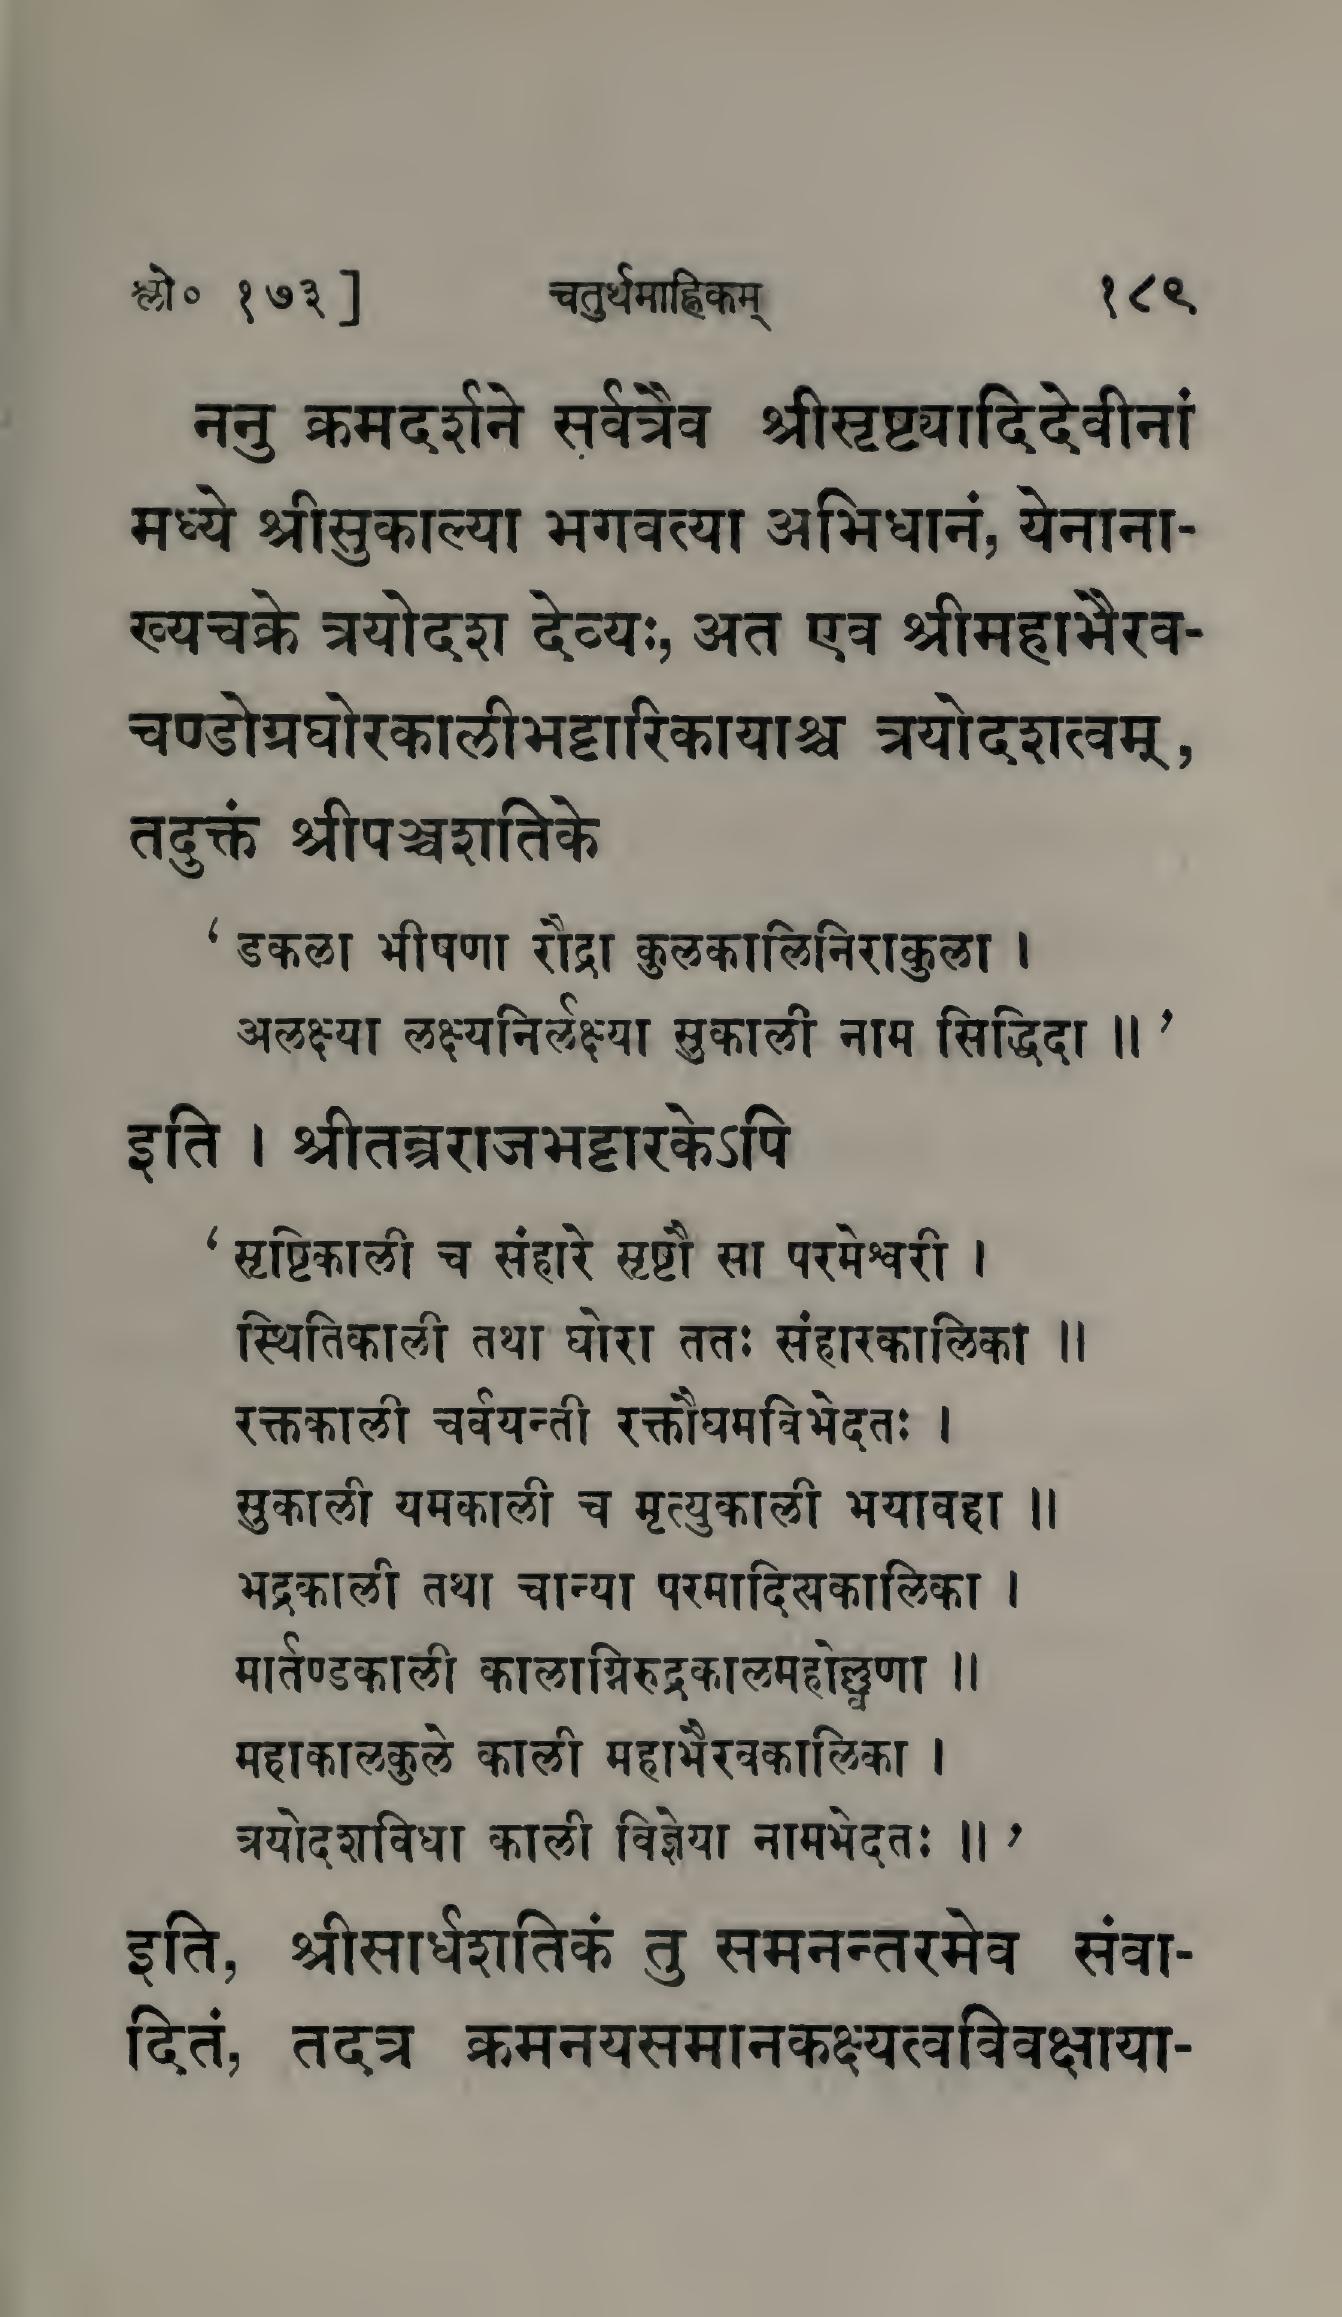 श्लो० १७३]	चतुर्थमाह्निकम्	१८९
ननु क्रमदर्शने सर्वत्रैव श्रीसृष्ट्यादिदेवीनां
मध्ये श्रीसुकाल्या भगवत्या अभिधानं, येनाना-
ख्यचक्रे त्रयोदश देव्यः, अत एव श्रीमहाभैरव-
चण्डोग्रघोरकालीभट्टारिकायाश्च त्रयोदशत्वम्,
तदुक्तं श्रीपञ्चशतिके
‘डकला भीषणा रौद्रा कुलकालिनिराकुला ।
अलक्ष्या लक्ष्यनिर्लक्ष्या सुकाली नाम सिद्धिदा ॥’
इति । श्रीतन्त्रराजभट्टारकेऽपि
‘सृष्टिकाली च संहारे सृष्टौ सा परमेश्वरी ।
स्थितिकाली तथा घोरा ततः संहारकालिका ॥
रक्तकाली चर्वयन्ती रक्तौघमविभेदतः ।
सुकाली यमकाली च मृत्युकाली भयावहा ॥
भद्रकाली तथा चान्या परमादित्यकालिका ।
मार्तण्डकाली कालाग्निरुद्रकालमहोल्बणा ॥
महाकालकुले काली महाभैरवकालिका ।
त्रयोदशविधा काली विज्ञेया नामभेदतः ॥’
इति, श्रीसार्धशतिकं तु समनन्तरमेव संवा-
दितं, तदत्र क्रमनयसमानकक्ष्यत्वविवक्षाया-